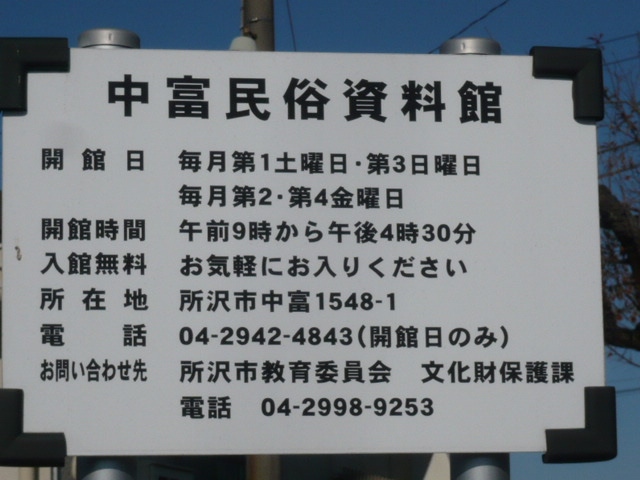 中富民俗資料館
開館日 毎月第1土曜日・第3日曜日
毎月第2・第4金曜日
開館時間 午前9時から午後4時30分
入館無料 お気軽にお入りください
所在地 所沢市中富1548-1
電話 04-2942-4843(開館日のみ)
お問い合わせ先 所沢市教育委員会 文化財保護課
電話 04-2998-9253